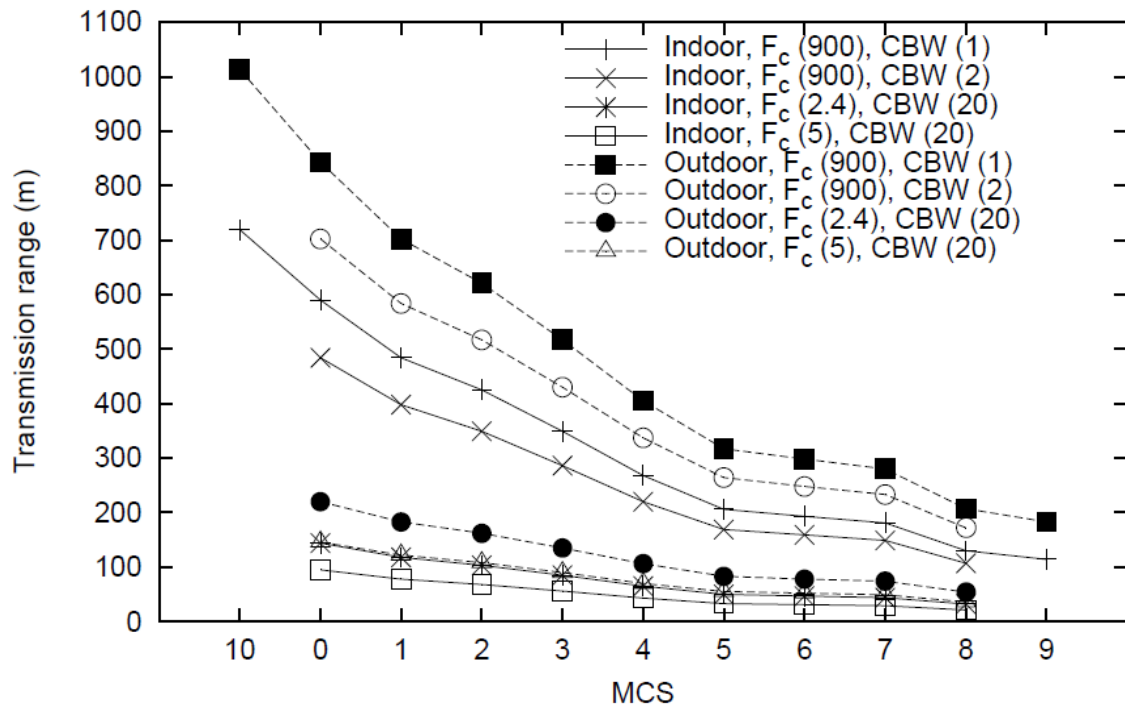 1100
1000
900
800
700
600
500
400
300
200
100
0
Transmission range (m)
10 0 1 2 3 4 5 6 7 8 9
MCS
Indoor, Fc (900), CBW (1)
Indoor, Fc (900), CBW (2)
Indoor, Fc (2.4), CBW (20)
Indoor, Fc (5), CBW (20)
Outdoor, Fc (900), CBW (1)
Outdoor, Fc (900), CBW (2)
Outdoor, Fc (2.4), CBW (20)
Outdoor, Fc (5), CBW (20)